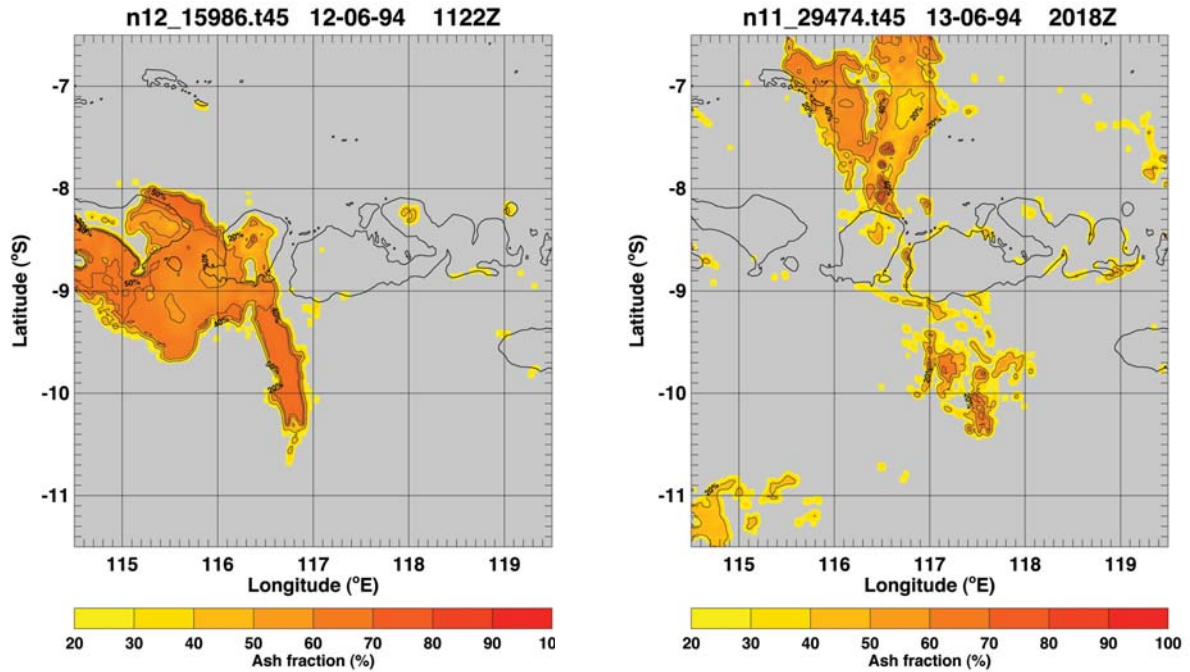 n12_15986.t45 12-06-94 1122Z
-7
-8
-9
-10
-11
Latitude (°S)
115 116 117 118 119
Longitude (°E)
20 30 40 50 60 70 80 90 100
Ash fraction (%)
n11_29474.t45 13-06-94 2018Z
-7
-8
-9
-10
-11
Latitude (°S)
115 116 117 118 119
Longitude (°E)
20 30 40 50 60 70 80 90 100
Ash fraction (%)